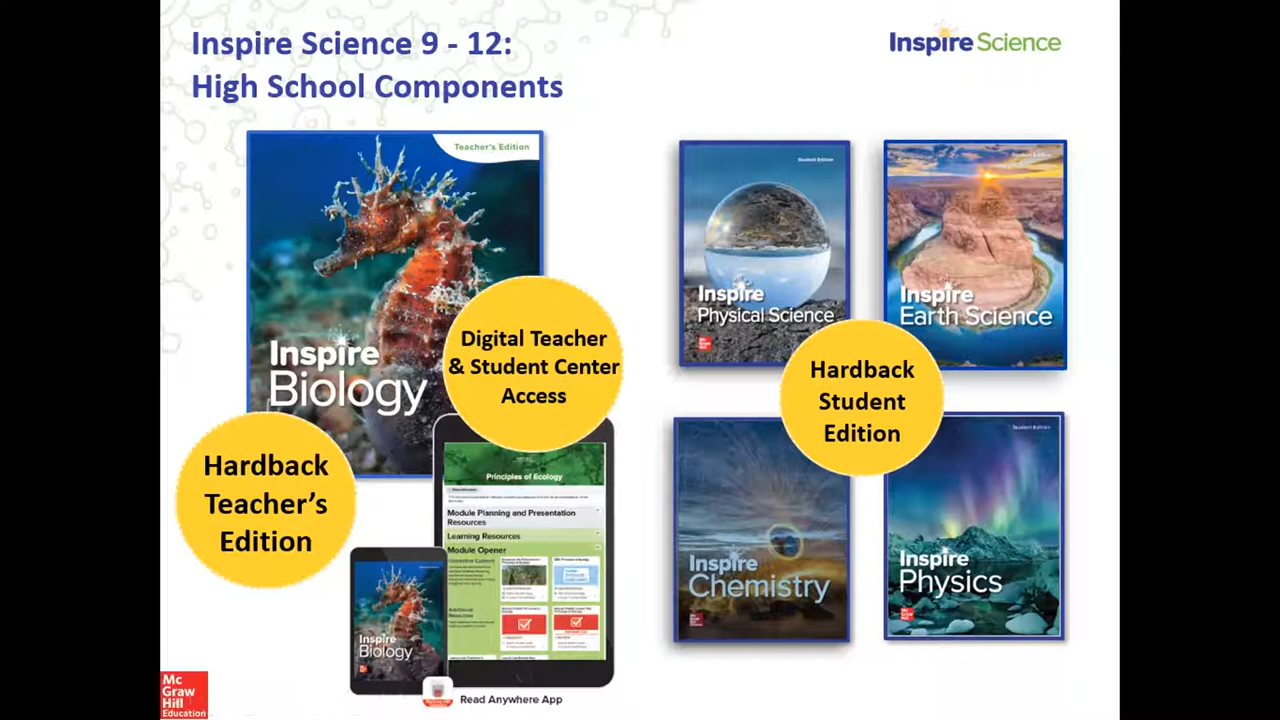 Inspire Science 9 - 12:
High School Components
Inspire Science
Teacher's Edition
Inspire
Biology
Digital Teacher
& Student Center
Access
Hardback
Teacher's
Edition
Principles of Ecology
Module Planning and Presentation
Resources
Learning Resources
Module Opener
Additional
Resources
Inspire
Biology
Read Anywhere App
Student Edition
Inspire
Physical Science
Student Edition
Inspire
Earth Science
Hardback
Student
Edition
Inspire
Chemistry
Student Edition
Inspire
Physics
Mc
Graw
Hill
Education